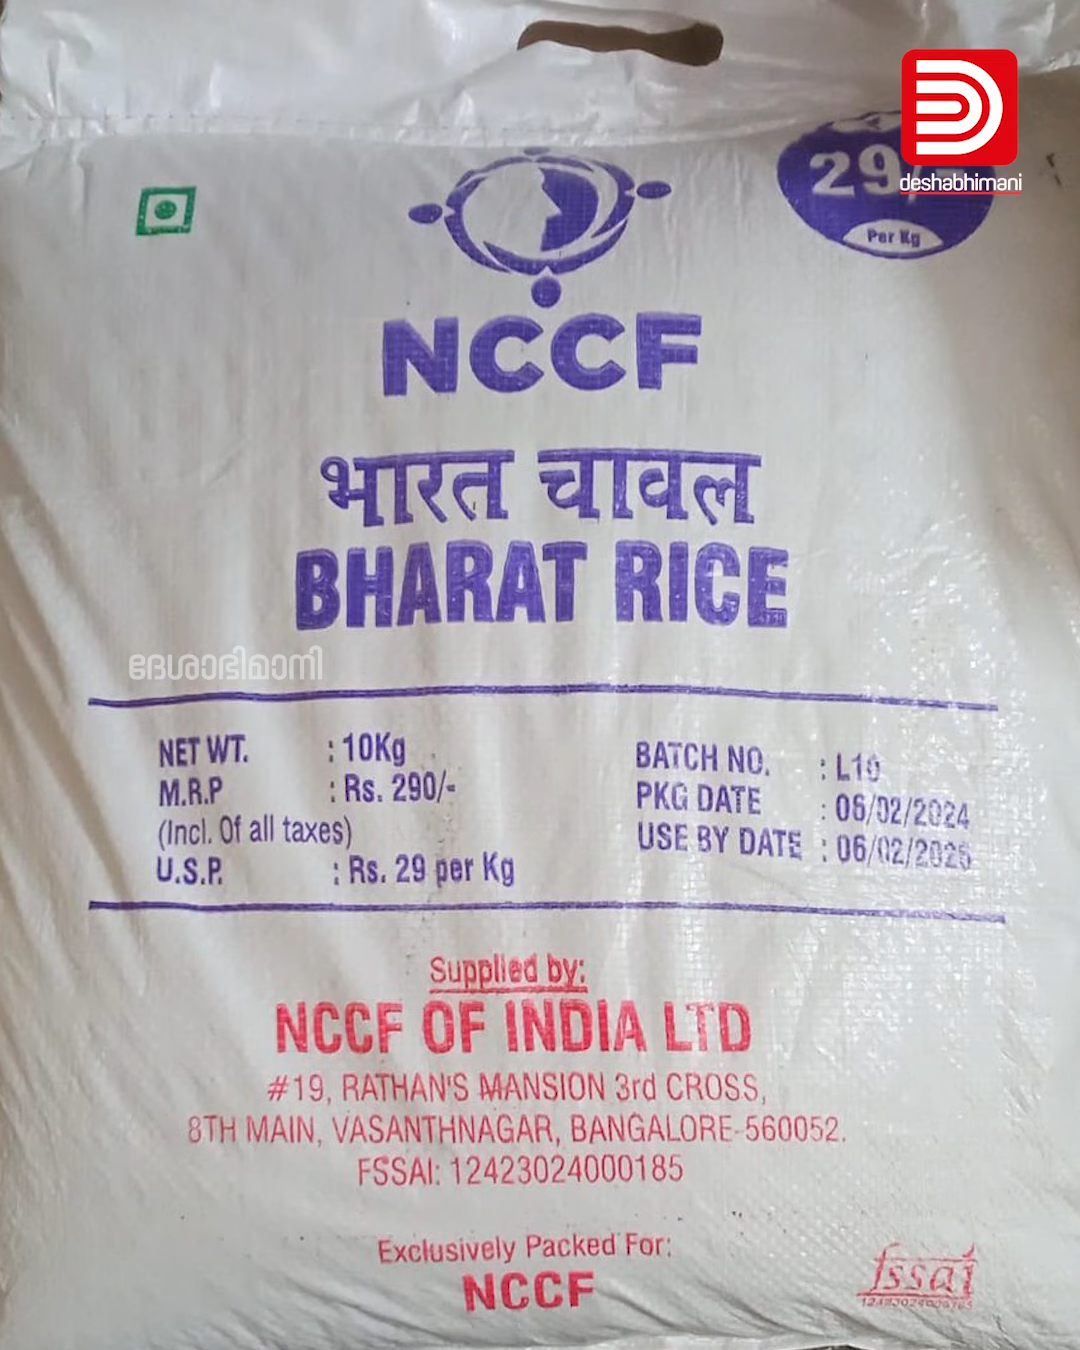 deshabhimani
29/-
Per Kg
NCCF
भारत चावल
BHARAT RICE
ദേശാഭിമാനി
NET WT. : 10Kg
M.R.P : Rs. 290/-
(Incl. Of all taxes)
U.S.P. : Rs. 29 per Kg
BATCH NO. : L10
PKG DATE : 06/02/2024
USE BY DATE : 06/02/2025
Supplied by:
NCCF OF INDIA LTD
#19, RATHAN'S MANSION 3rd CROSS,
8TH MAIN, VASANTHNAGAR, BANGALORE-560052.
FSSAI: 12423024000185
Exclusively Packed For:
NCCF
fssai